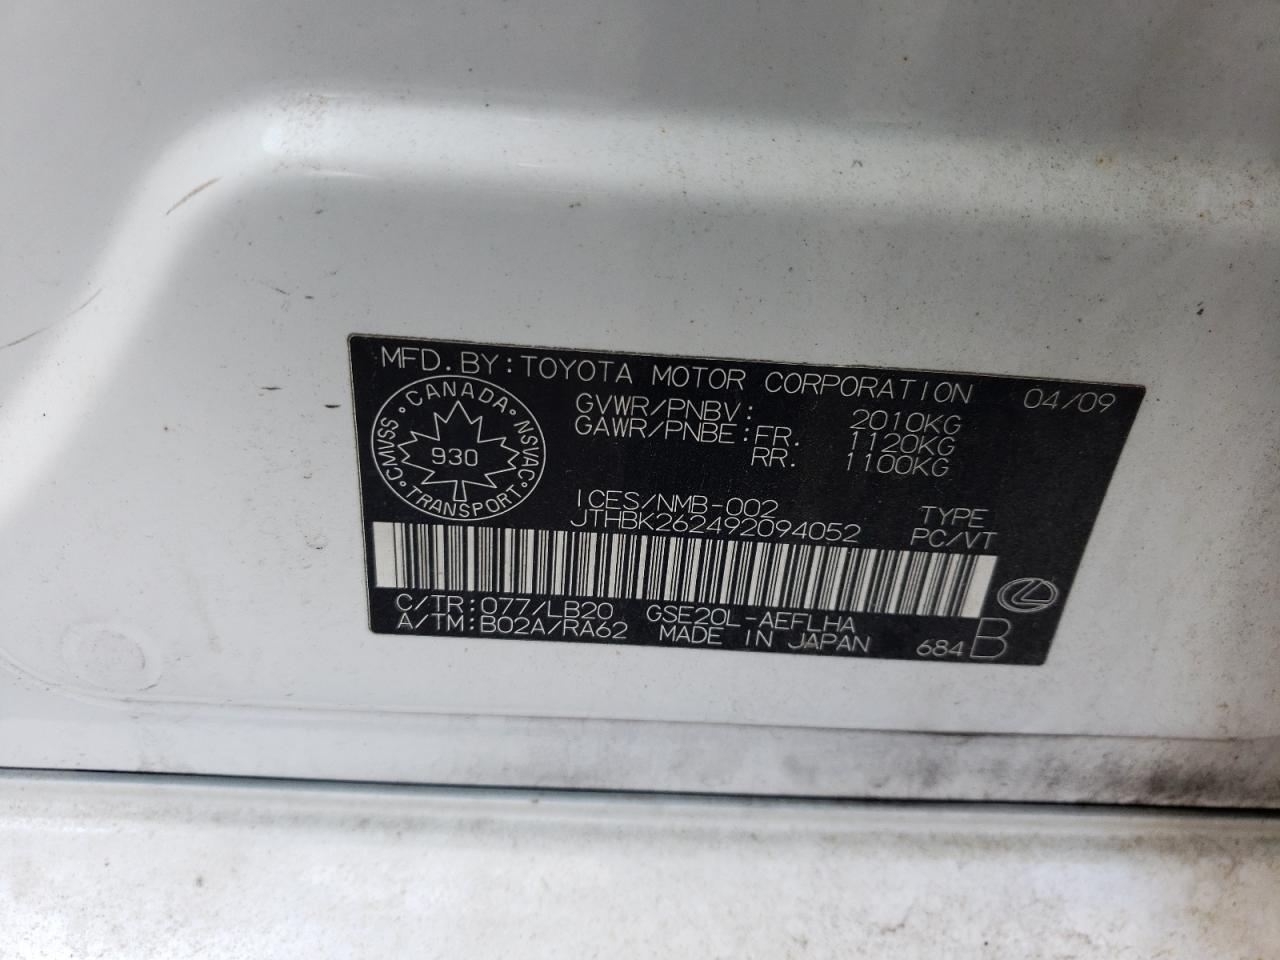 MFD.BY:TOYOTA MOTOR CORPORATION 04/09
CANADA·NSVAC·TRANSPORT·CMVSS·
930
GVWR/PNBV: 2010KG
GAWR/PNBE:FR. 1120KG
RR. 1100KG
ICES/NMB-002
JTHBK262492094052
TYPE
PC/VT
C/TR:077/LB20 GSE20L-AEFLHA
A/TM:B02A/RA62 MADE IN JAPAN 684 B